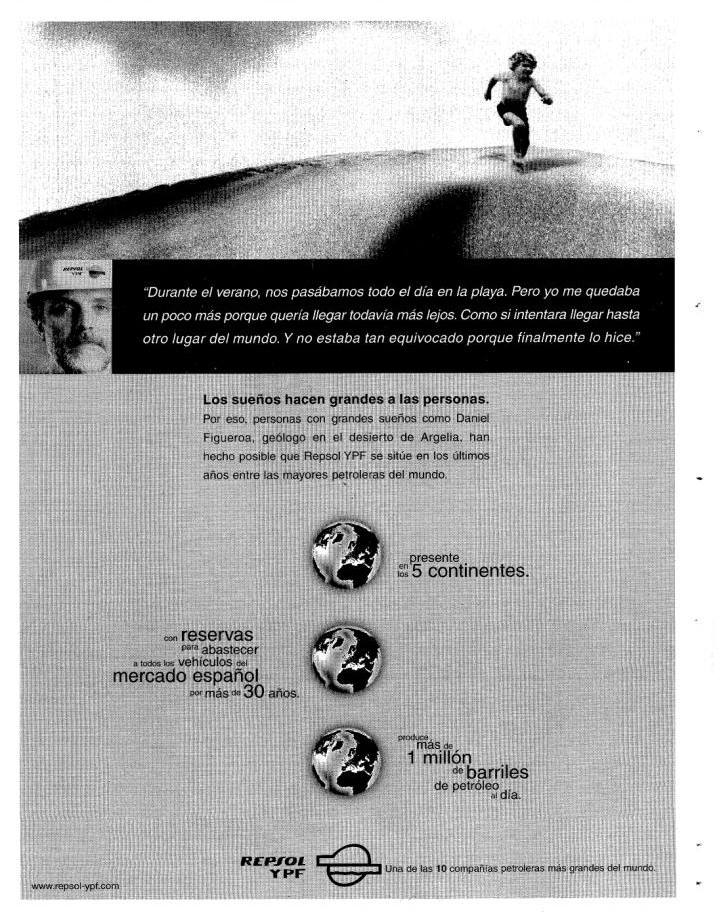 REPSOL
YPF
"Durante el verano, nos pasábamos todo el día en la playa. Pero yo me quedaba
un poco más porque quería llegar todavía más lejos. Como si intentara llegar hasta
otro lugar del mundo. Y no estaba tan equivocado porque finalmente lo hice."
Los sueños hacen grandes a las personas.
Por eso, personas con grandes sueños como Daniel
Figueroa, geólogo en el desierto de Argelia, han
hecho posible que Repsol YPF se sitúe en los últimos
años entre las mayores petroleras del mundo.
presente
en los 5 continentes.
con reservas
para abastecer
a todos los vehículos del
mercado español
por más de 30 años.
produce
más de
1 millón
de barriles
de petróleo
al día.
REPSOL
YPF
Una de las 10 compañías petroleras más grandes del mundo.
www.repsol-ypf.com